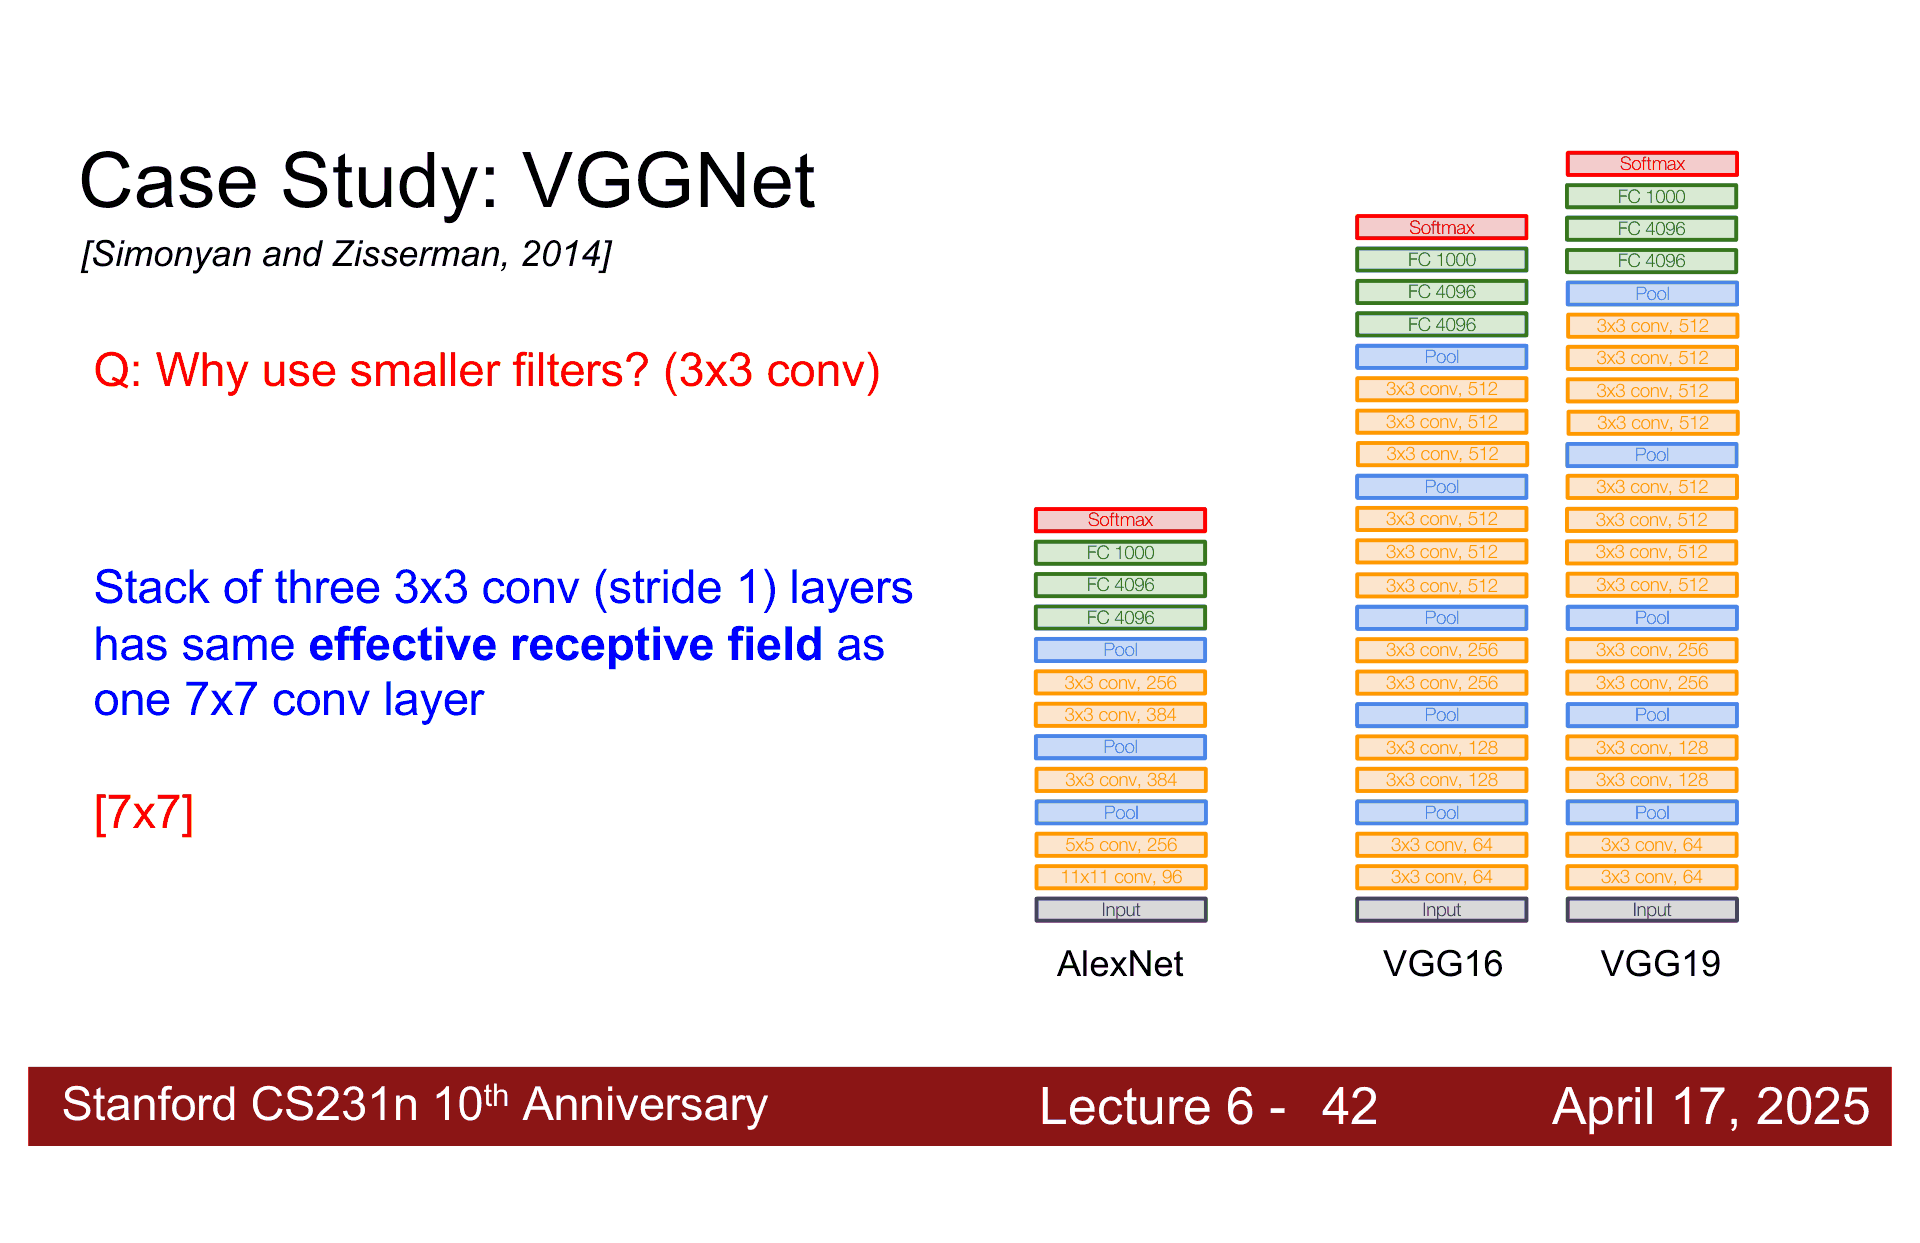 Case Study: VGGNet
[Simonyan and Zisserman, 2014]
Q: Why use smaller filters? (3x3 conv)
Stack of three 3x3 conv (stride 1) layers
has same effective receptive field as
one 7x7 conv layer
[7x7]
Softmax
FC 1000
FC 4096
FC 4096
Pool
3x3 conv, 256
3x3 conv, 384
Pool
3x3 conv, 384
Pool
5x5 conv, 256
11x11 conv, 96
Input
AlexNet
Softmax
FC 1000
FC 4096
FC 4096
Pool
3x3 conv, 512
3x3 conv, 512
3x3 conv, 512
Pool
3x3 conv, 512
3x3 conv, 512
3x3 conv, 512
Pool
3x3 conv, 256
3x3 conv, 256
Pool
3x3 conv, 128
3x3 conv, 128
Pool
3x3 conv, 64
3x3 conv, 64
Input
VGG16
Softmax
FC 1000
FC 4096
FC 4096
Pool
3x3 conv, 512
3x3 conv, 512
3x3 conv, 512
3x3 conv, 512
Pool
3x3 conv, 512
3x3 conv, 512
3x3 conv, 512
3x3 conv, 512
Pool
3x3 conv, 256
3x3 conv, 256
Pool
3x3 conv, 128
3x3 conv, 128
Pool
3x3 conv, 64
3x3 conv, 64
Input
VGG19
Stanford CS231n 10th Anniversary
Lecture 6 - 42
April 17, 2025